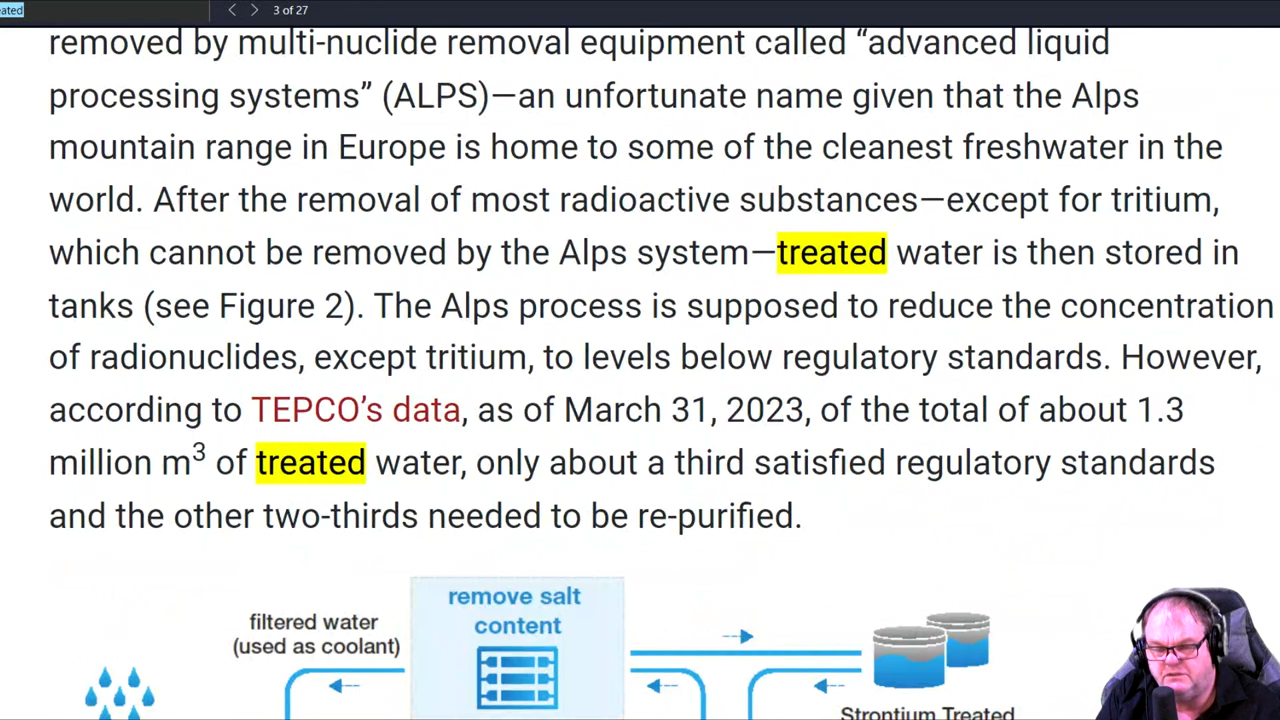 eated
3 of 27
removed by multi-nuclide removal equipment called “advanced liquid
processing systems” (ALPS)—an unfortunate name given that the Alps
mountain range in Europe is home to some of the cleanest freshwater in the
world. After the removal of most radioactive substances—except for tritium,
which cannot be removed by the Alps system—treated water is then stored in
tanks (see Figure 2). The Alps process is supposed to reduce the concentration
of radionuclides, except tritium, to levels below regulatory standards. However,
according to TEPCO’s data, as of March 31, 2023, of the total of about 1.3
million m³ of treated water, only about a third satisfied regulatory standards
and the other two-thirds needed to be re-purified.
remove salt
content
filtered water
(used as coolant)
Strontium Treated